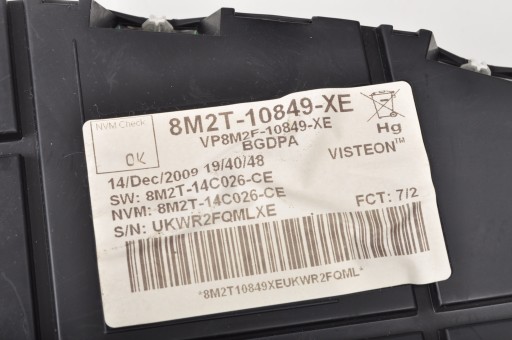 NVM Check
OK
8M2T-10849-XE
VP8M2F-10849-XE
BGDPA
Hg
VISTEON™
14/Dec/2009 19/40/48
SW: 8M2T-14C026-CE
NVM: 8M2T-14C026-CE
S/N: UKWR2FQMLXE
FCT: 7/2
*8M2T10849XEUKWR2FQML*